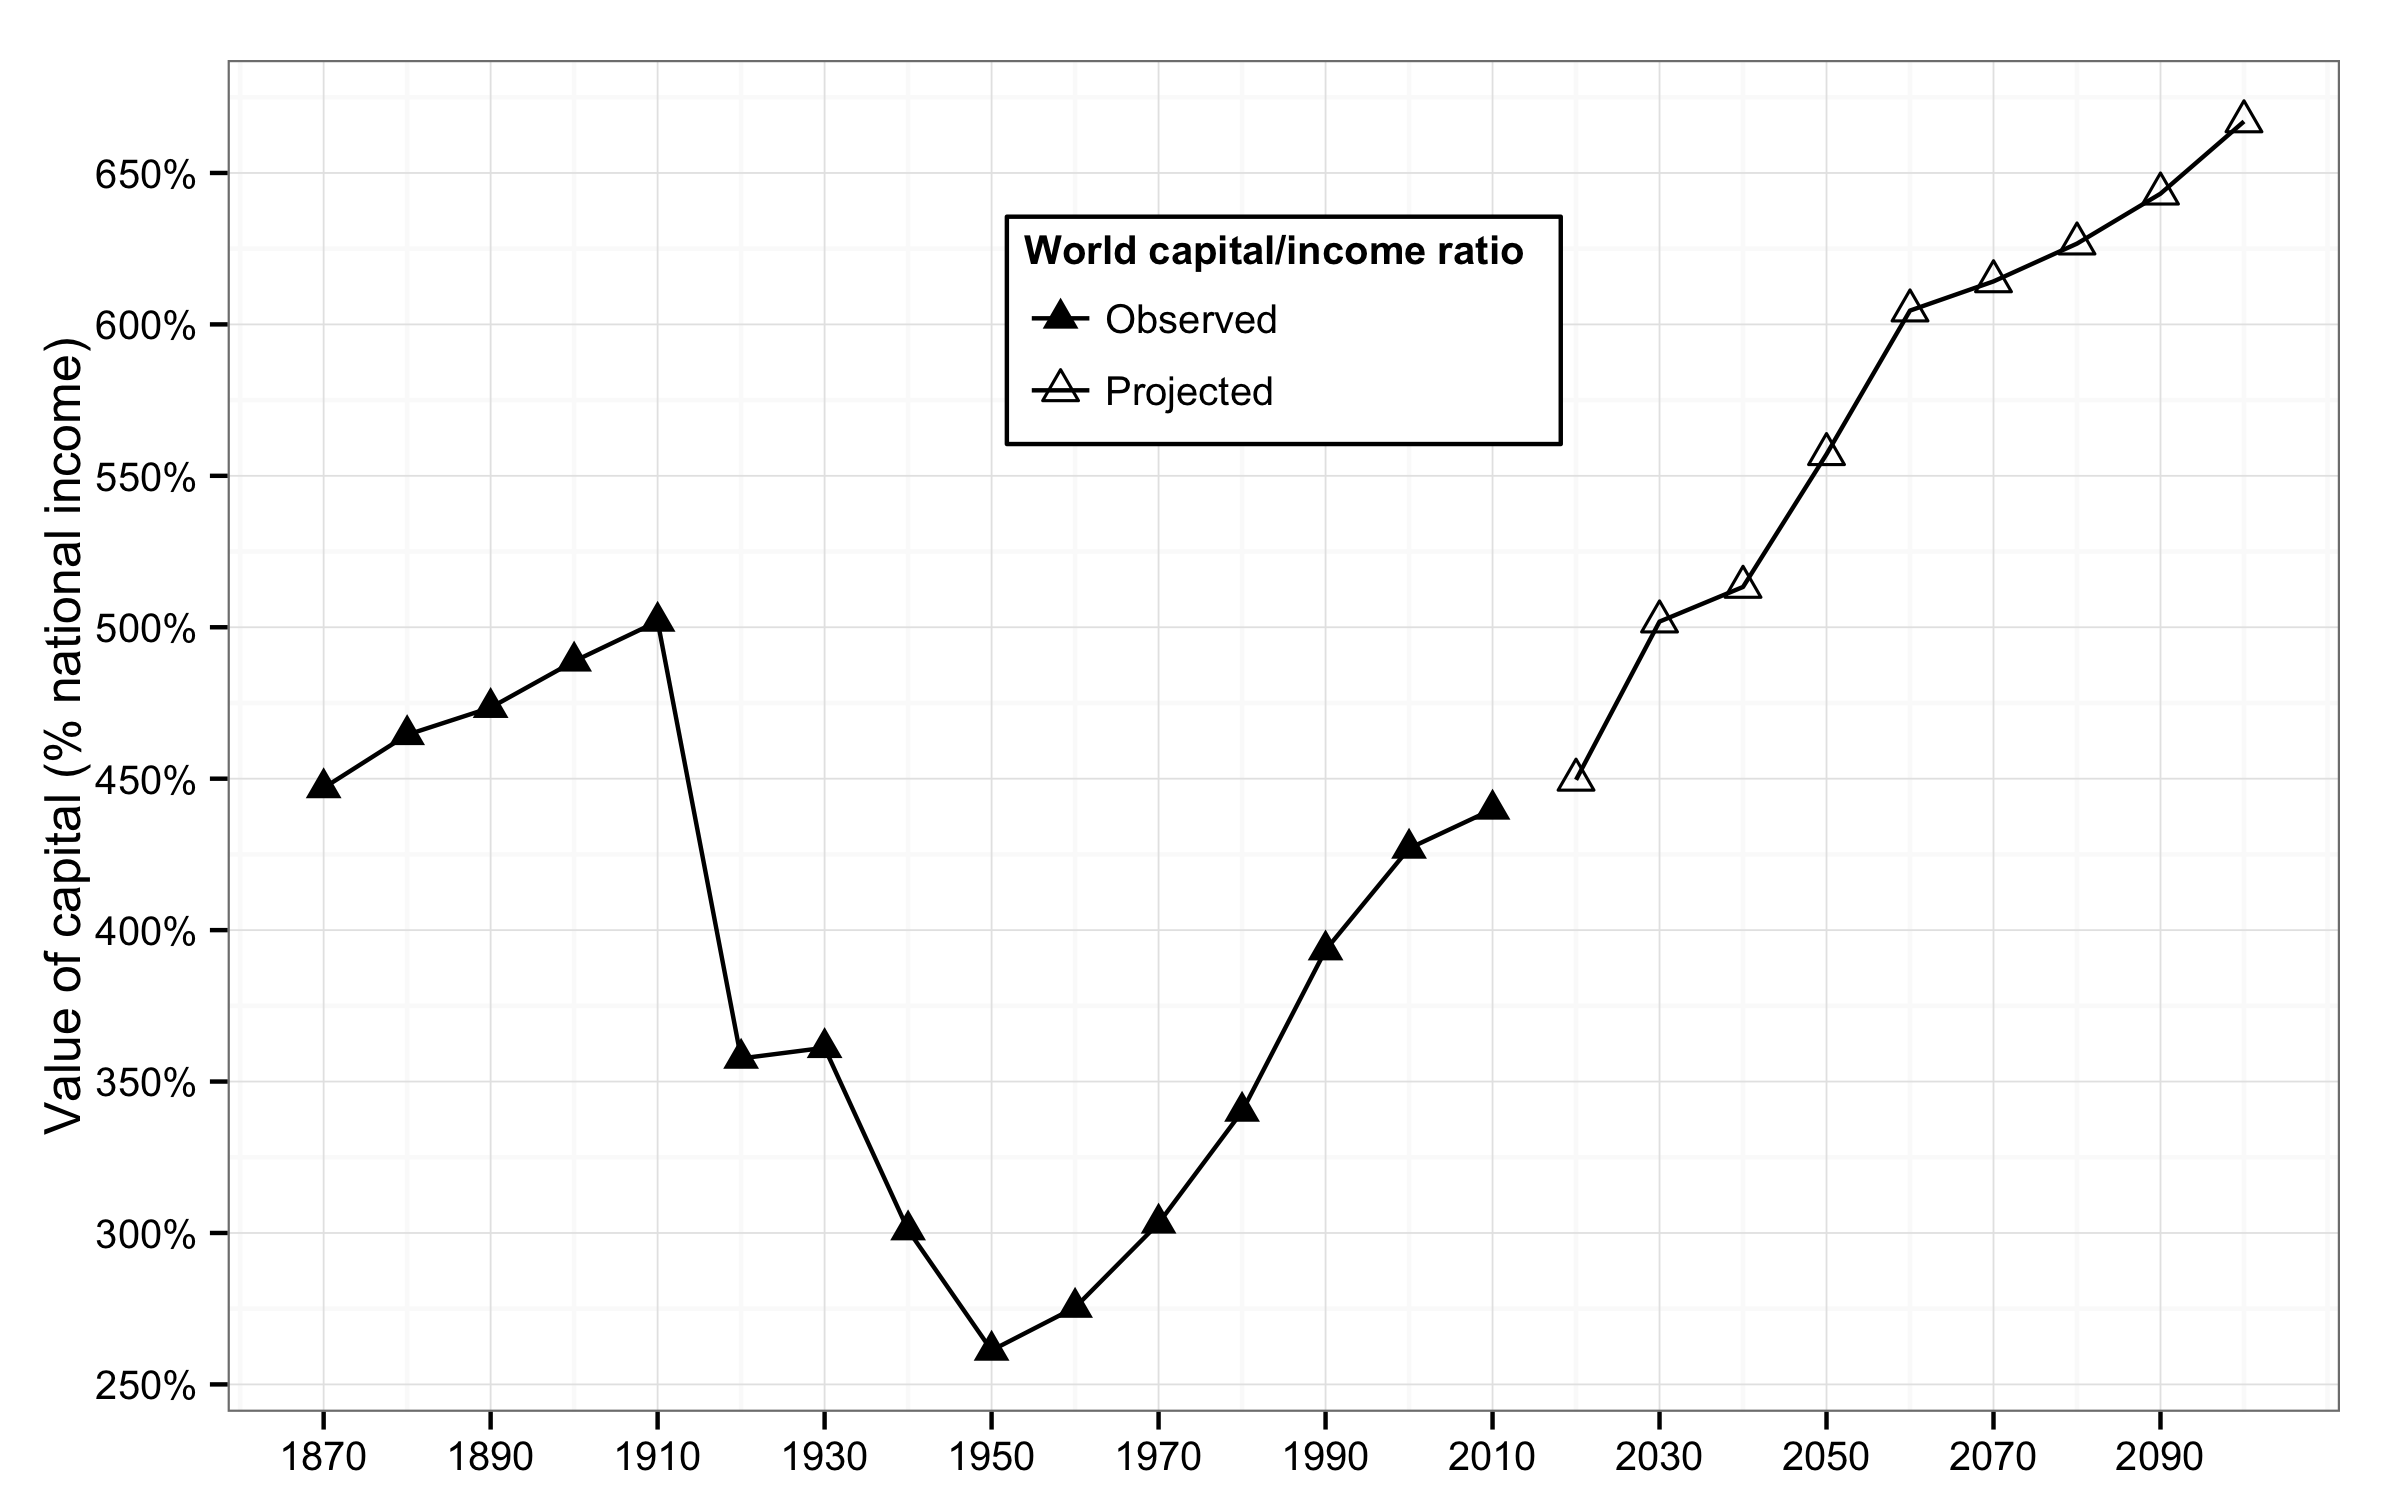 Value of capital (% national income)
650%
600%
550%
500%
450%
400%
350%
300%
250%
World capital/income ratio
Observed
Projected
1870 1890 1910 1930 1950 1970 1990 2010 2030 2050 2070 2090